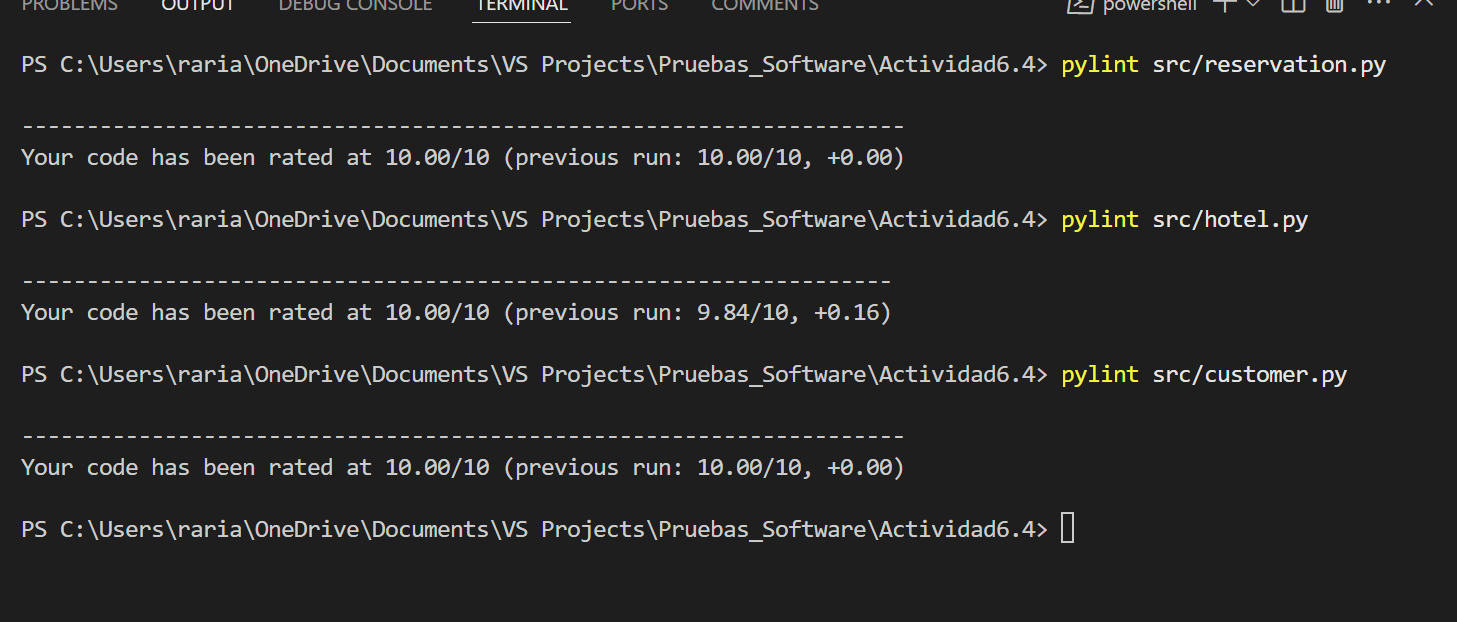 PROBLEMS OUTPUT DEBUG CONSOLE TERMINAL PORTS COMMENTS powershell
PS C:\Users\raria\OneDrive\Documents\VS Projects\Pruebas_Software\Actividad6.4> pylint src/reservation.py
--------------------------------------------------------------------
Your code has been rated at 10.00/10 (previous run: 10.00/10, +0.00)
PS C:\Users\raria\OneDrive\Documents\VS Projects\Pruebas_Software\Actividad6.4> pylint src/hotel.py
-------------------------------------------------------------------
Your code has been rated at 10.00/10 (previous run: 9.84/10, +0.16)
PS C:\Users\raria\OneDrive\Documents\VS Projects\Pruebas_Software\Actividad6.4> pylint src/customer.py
--------------------------------------------------------------------
Your code has been rated at 10.00/10 (previous run: 10.00/10, +0.00)
PS C:\Users\raria\OneDrive\Documents\VS Projects\Pruebas_Software\Actividad6.4>